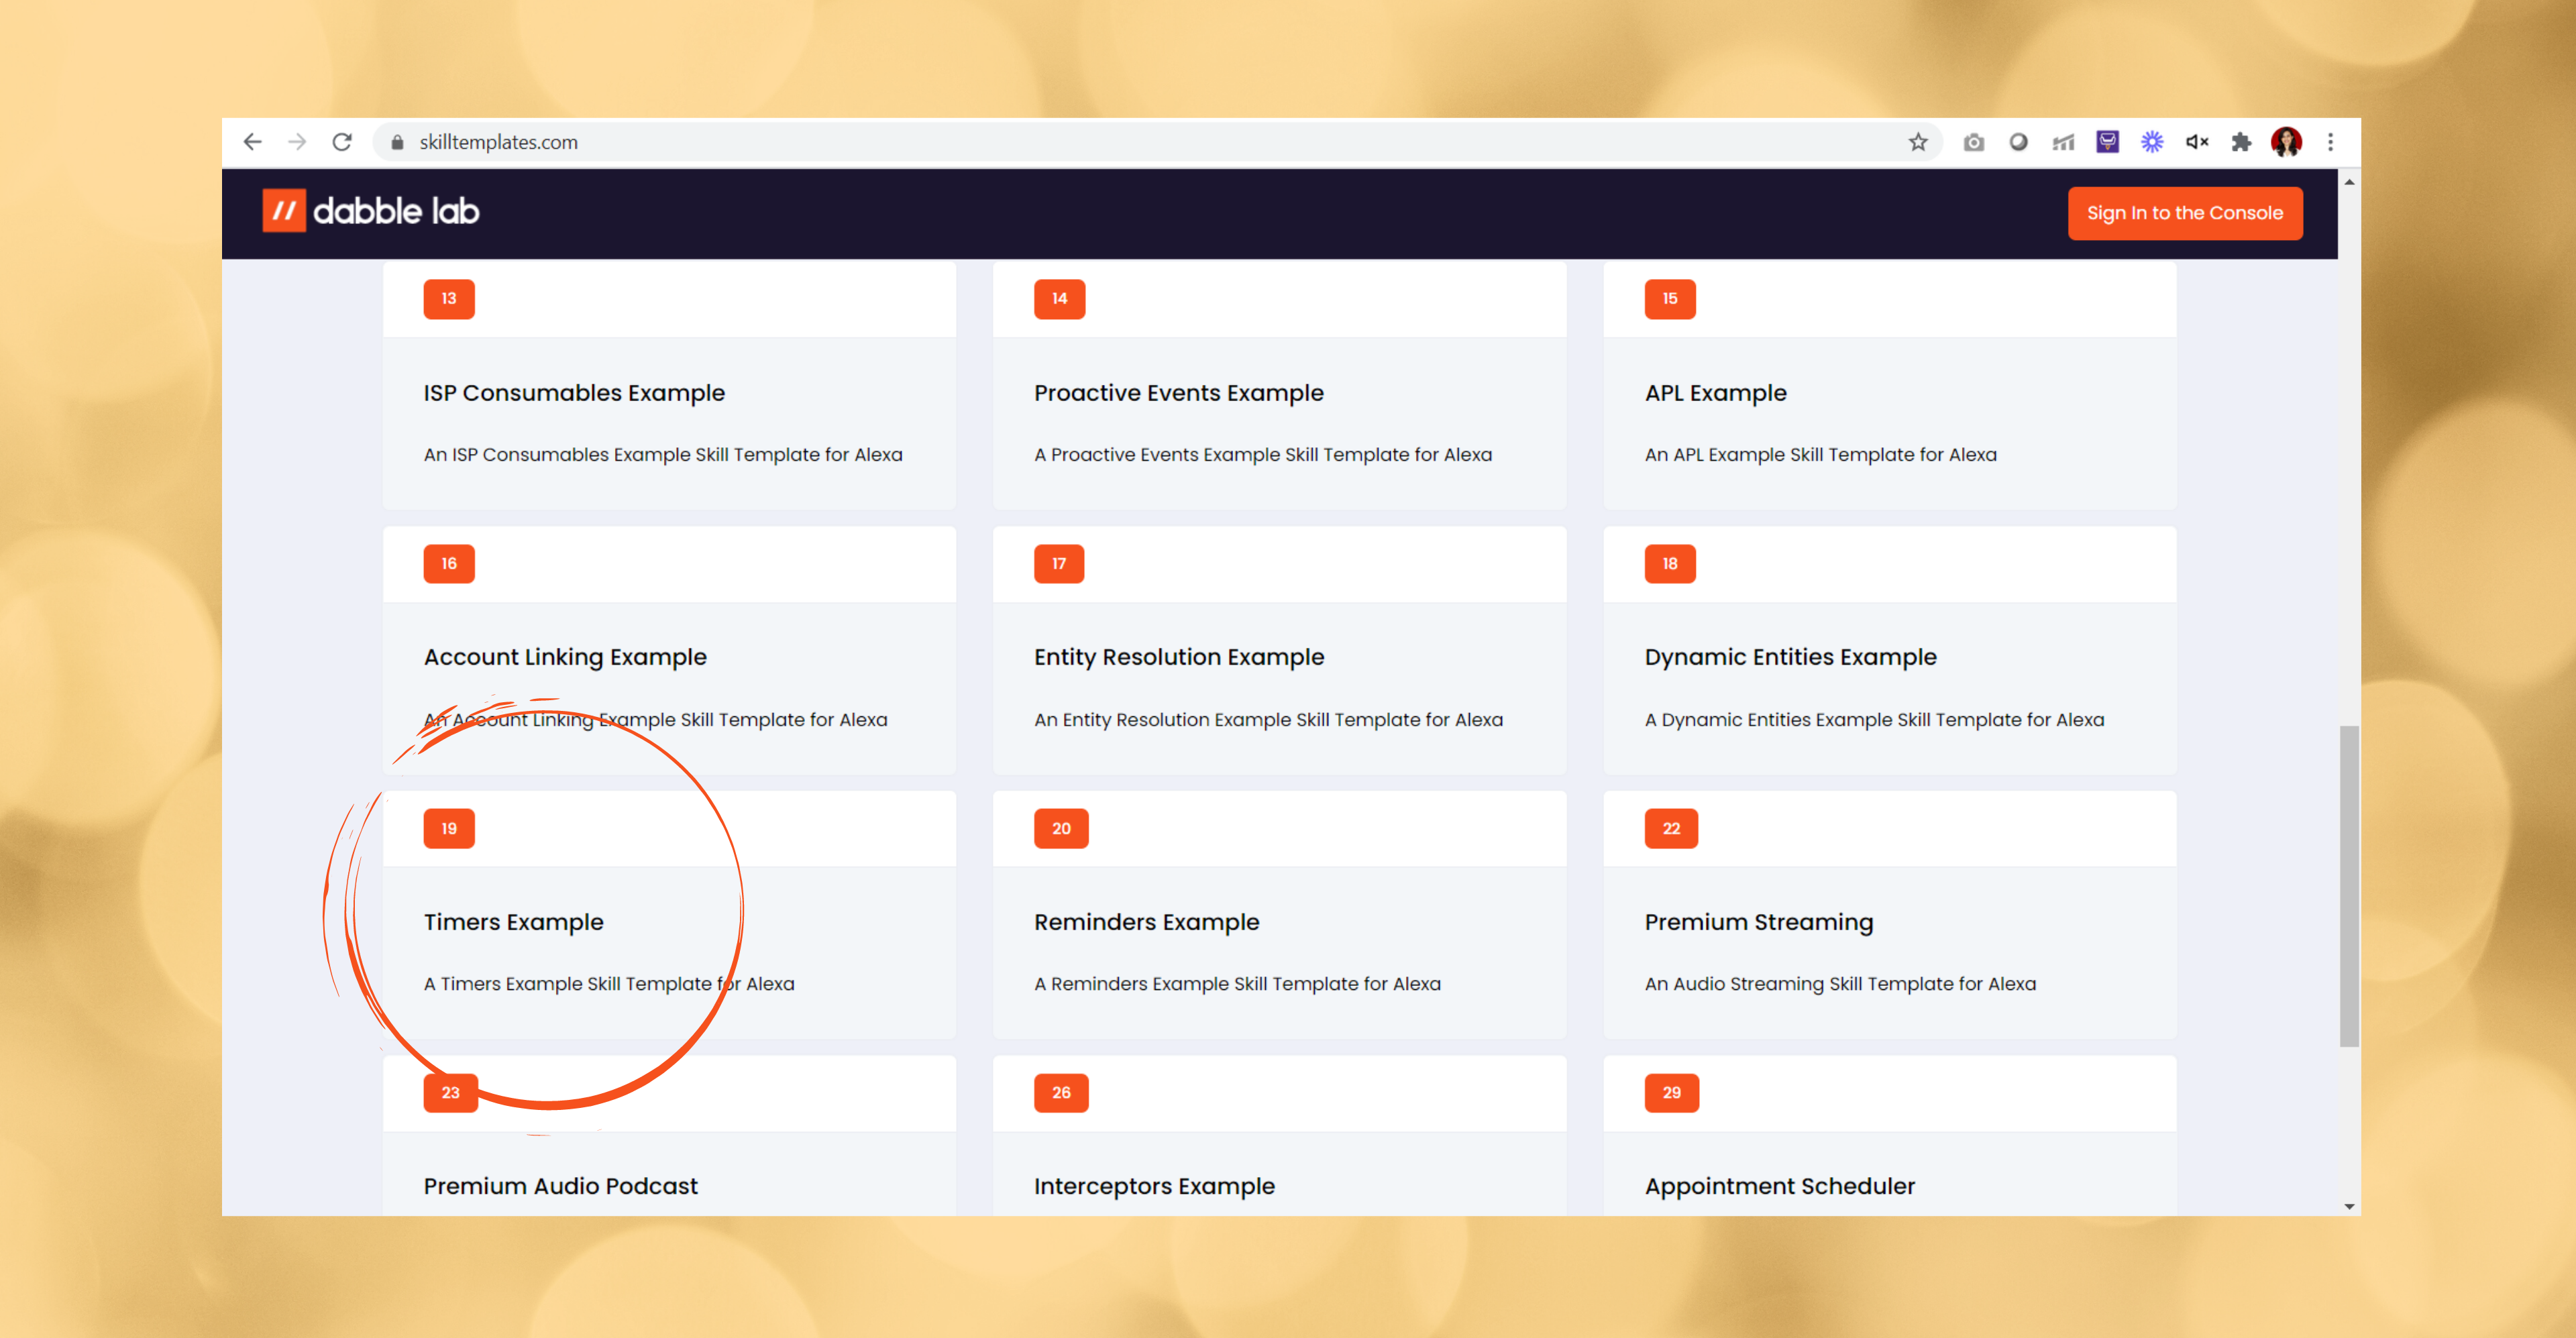 skilltemplates.com
// dabble lab
Sign In to the Console
13
14
15
ISP Consumables Example
Proactive Events Example
APL Example
An ISP Consumables Example Skill Template for Alexa
A Proactive Events Example Skill Template for Alexa
An APL Example Skill Template for Alexa
16
17
18
Account Linking Example
Entity Resolution Example
Dynamic Entities Example
An Account Linking Example Skill Template for Alexa
An Entity Resolution Example Skill Template for Alexa
A Dynamic Entities Example Skill Template for Alexa
19
20
22
Timers Example
Reminders Example
Premium Streaming
A Timers Example Skill Template for Alexa
A Reminders Example Skill Template for Alexa
An Audio Streaming Skill Template for Alexa
23
26
29
Premium Audio Podcast
Interceptors Example
Appointment Scheduler